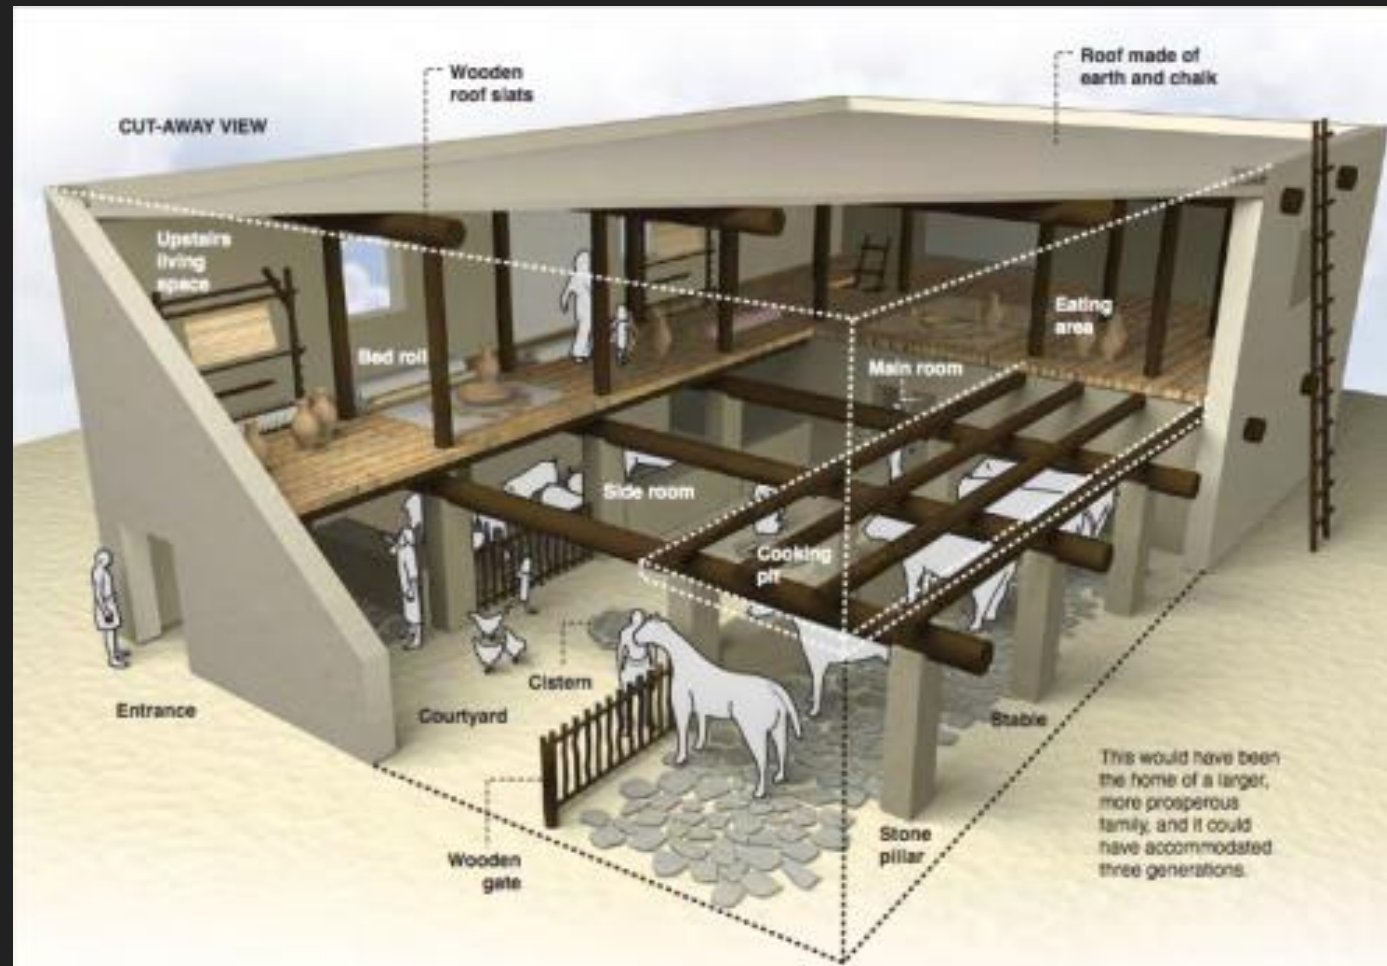 Wooden
roof slats
Roof made of
earth and chalk
CUT-AWAY VIEW
Upstairs
living
space
Bed roll
Eating
area
Main room
Side room
Cooking
pit
Cistern
Entrance
Courtyard
Stable
Wooden
gate
Stone
pillar
This would have been
the home of a larger,
more prosperous
family, and it could
have accommodated
three generations.